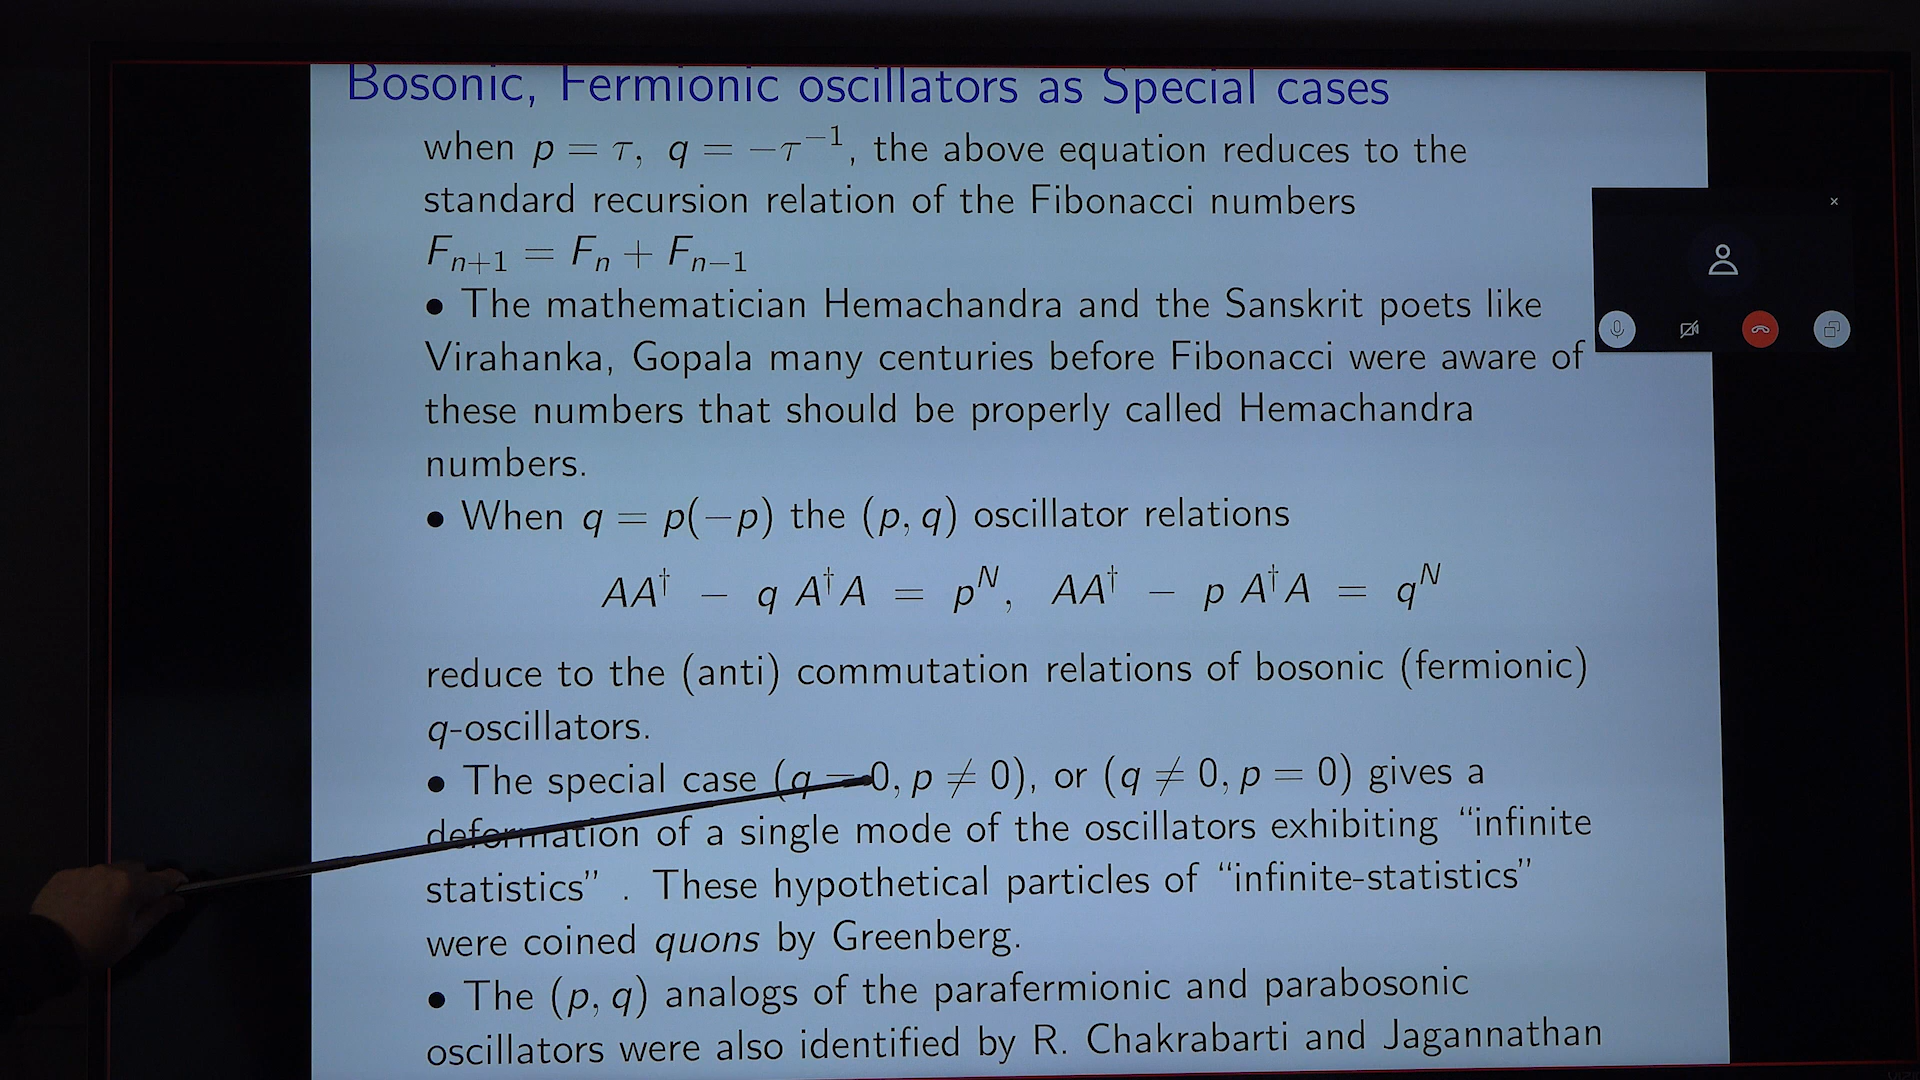 Bosonic, Fermionic oscillators as Special cases
when p = τ, q = −τ⁻¹, the above equation reduces to the
standard recursion relation of the Fibonacci numbers
Fₙ₊₁ = Fₙ + Fₙ₋₁
• The mathematician Hemachandra and the Sanskrit poets like
Virahanka, Gopala many centuries before Fibonacci were aware of
these numbers that should be properly called Hemachandra
numbers.
• When q = p(−p) the (p, q) oscillator relations
AA† − q A†A = pᴺ, AA† − p A†A = qᴺ
reduce to the (anti) commutation relations of bosonic (fermionic)
q-oscillators.
• The special case (q = 0, p ≠ 0), or (q ≠ 0, p = 0) gives a
deformation of a single mode of the oscillators exhibiting “infinite
statistics” . These hypothetical particles of “infinite-statistics”
were coined quons by Greenberg.
• The (p, q) analogs of the parafermionic and parabosonic
oscillators were also identified by R. Chakrabarti and Jagannathan